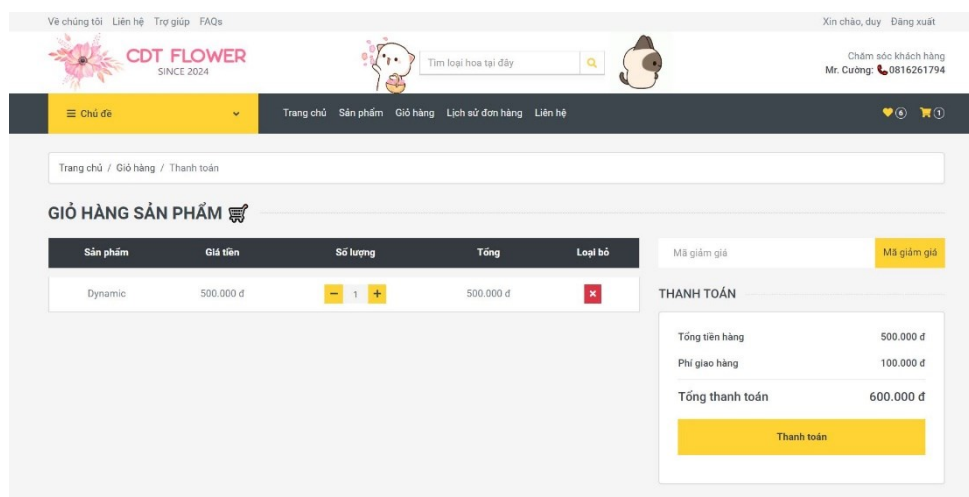 Về chúng tôi Liên hệ Trợ giúp FAQs Xin chào, duy Đăng xuất
CDT FLOWER
SINCE 2024
Tìm loại hoa tại đây
Chăm sóc khách hàng
Mr. Cường: 0816261794
Chủ đề Trang chủ Sản phẩm Giỏ hàng Lịch sử đơn hàng Liên hệ 6 1
Trang chủ / Giỏ hàng / Thanh toán
GIỎ HÀNG SẢN PHẨM
Sản phẩm Giá tiền Số lượng Tổng Loại bỏ
Dynamic 500.000 đ − 1 + 500.000 đ ×
Mã giảm giá Mã giảm giá
THANH TOÁN
Tổng tiền hàng 500.000 đ
Phí giao hàng 100.000 đ
Tổng thanh toán 600.000 đ
Thanh toán